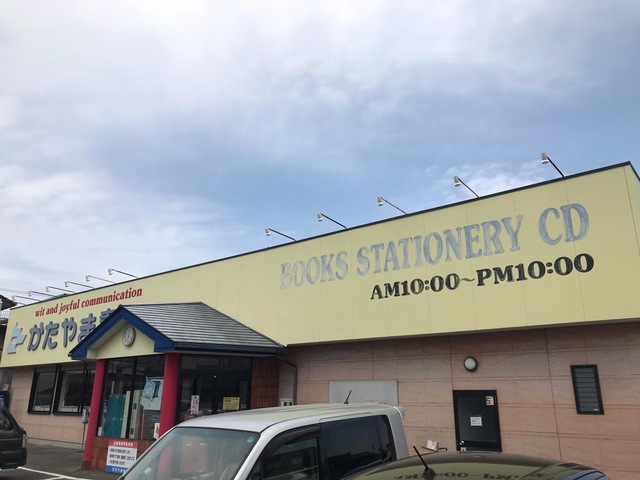 wit and joyful communication
かたやま
BOOKS STATIONERY CD
AM10:00~PM10:00